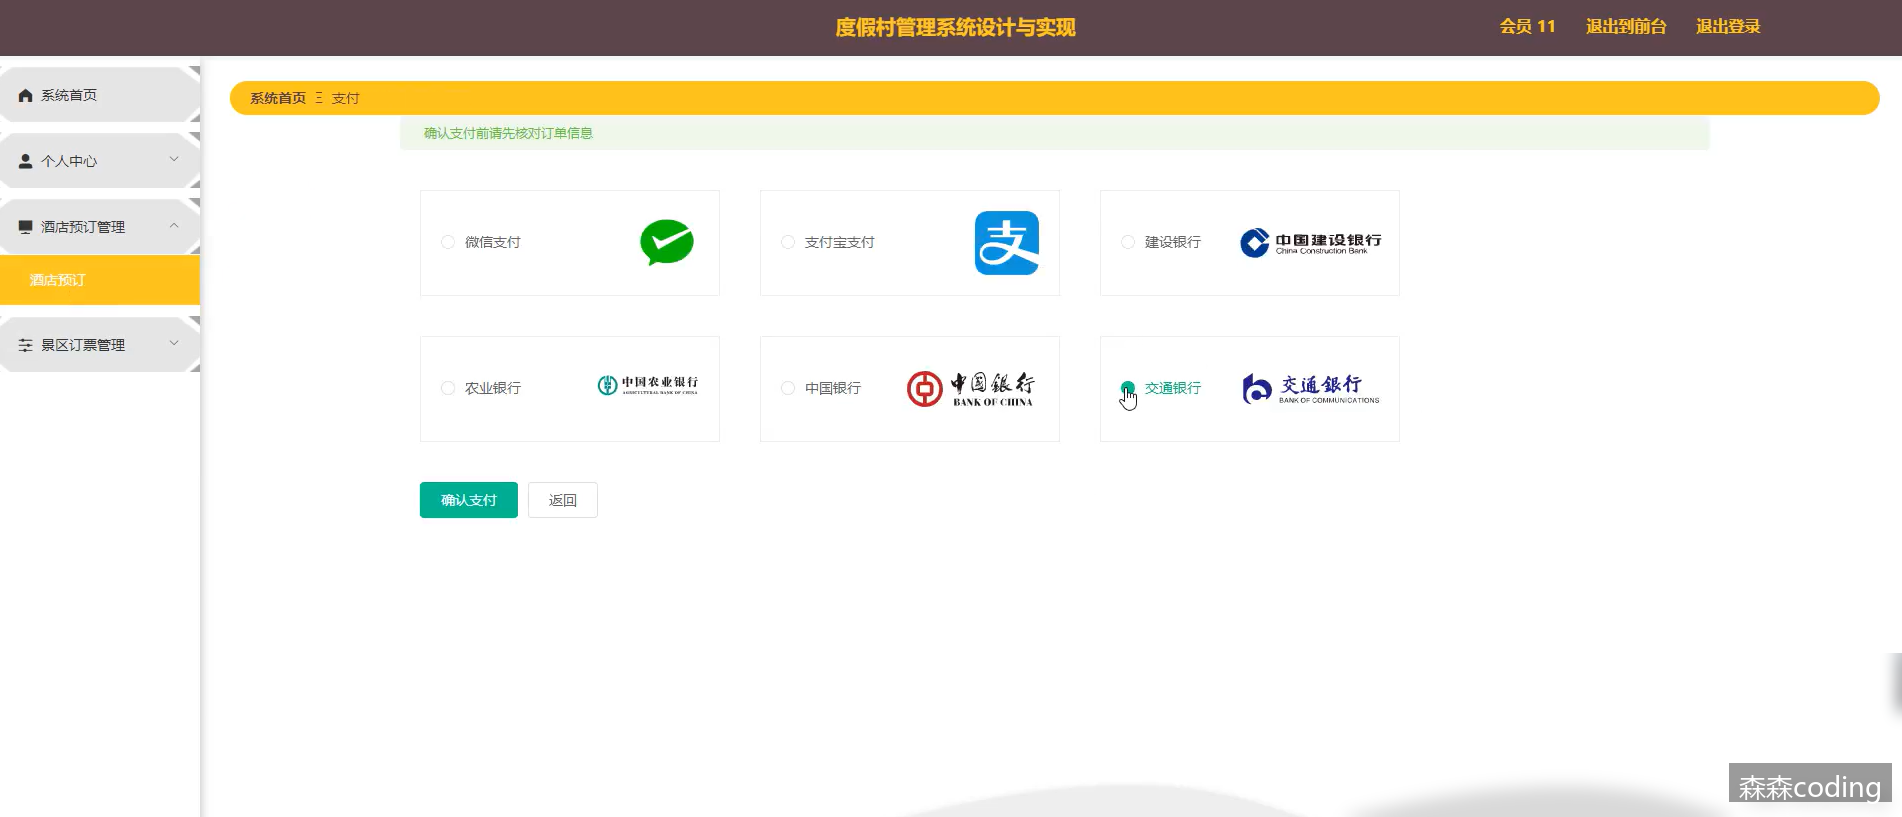 度假村管理系统设计与实现
会员 11 退出到前台 退出登录
系统首页
个人中心
酒店预订管理
酒店预订
景区订票管理
系统首页 Ξ 支付
确认支付前请先核对订单信息
微信支付
支付宝支付
支
建设银行
中国建设银行
China Construction Bank
农业银行
中国农业银行
AGRICULTURAL BANK OF CHINA
中国银行
中國銀行
BANK OF CHINA
交通银行
交通銀行
BANK OF COMMUNICATIONS
确认支付 返回
森森coding